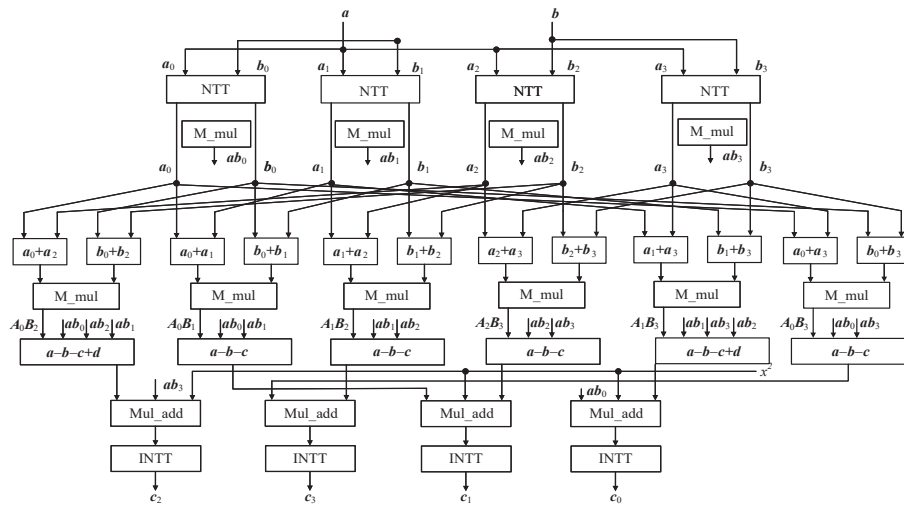 a b
a0 b0 a1 b1 a2 b2 a3 b3
NTT NTT NTT NTT
M_mul M_mul M_mul M_mul
ab0 ab1 ab2 ab3
a0 b0 a1 b1 a2 b2 a3 b3
a0+a2 b0+b2 a0+a1 b0+b1 a1+a2 b1+b2 a2+a3 b2+b3 a1+a3 b1+b3 a0+a3 b0+b3
M_mul M_mul M_mul M_mul M_mul M_mul
A0B2 ab0 ab2 ab1 A0B1 ab0 ab1 A1B2 ab1 ab2 A2B3 ab2 ab3 A1B3 ab1 ab3 ab2 A0B3 ab0 ab3
a−b−c+d a−b−c a−b−c a−b−c a−b−c+d a−b−c
x²
ab3 ab0
Mul_add Mul_add Mul_add Mul_add
INTT INTT INTT INTT
c2 c3 c1 c0